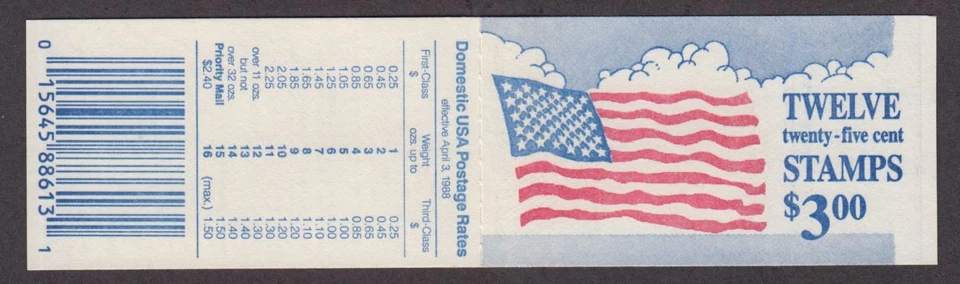 TWELVE
twenty-five cent
STAMPS
$3.00
Domestic USA Postage Rates
effective April 3, 1988
First-Class Weight Third-Class
$ ozs. up to $
0.25 1 0.25
0.45 2 0.45
0.65 3 0.65
0.85 4 0.85
1.05 5 1.00
1.25 6 1.00
1.45 7 1.10
1.65 8 1.10
1.85 9 1.20
2.05 10 1.20
2.25 11 1.30
over 11 ozs. 12 1.30
but not 13 1.40
over 32 ozs. 14 1.40
Priority Mail 15 1.50
$2.40 16 (max.) 1.50
0 15645 88613 1